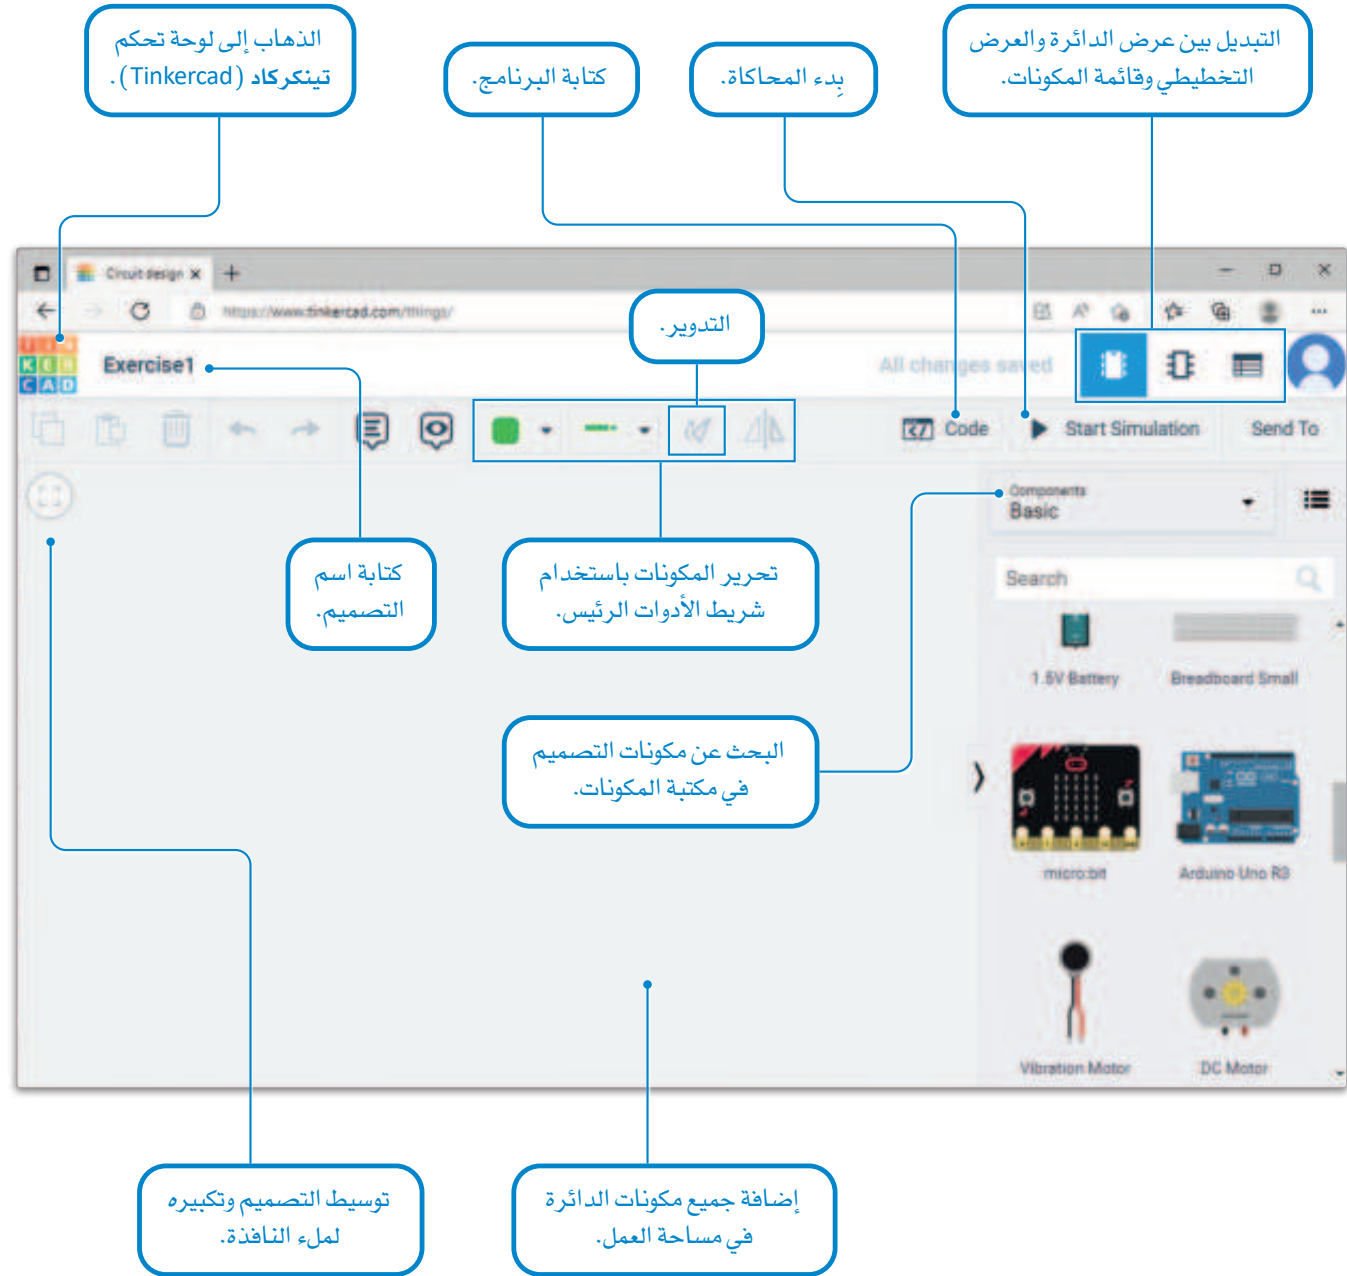 التبديل بين عرض الدائرة والعرض
التخطيطي وقائمة المكونات.
بِدء المحاكاة.
كتابة البرنامج.
الذهاب إلى لوحة تحكم
تينكركاد (Tinkercad).
Circuit design
https://www.tinkercad.com/things/
التدوير.
TIN
KER
CAD
Exercise1
All changes saved
Code
Start Simulation
Send To
Components
Basic
Search
كتابة اسم
التصميم.
تحرير المكونات باستخدام
شريط الأدوات الرئيس.
1.5V Battery
Breadboard Small
البحث عن مكونات التصميم
في مكتبة المكونات.
micro:bit
Arduino Uno R3
Vibration Motor
DC Motor
إضافة جميع مكونات الدائرة
في مساحة العمل.
توسيط التصميم وتكبيره
لملء النافذة.